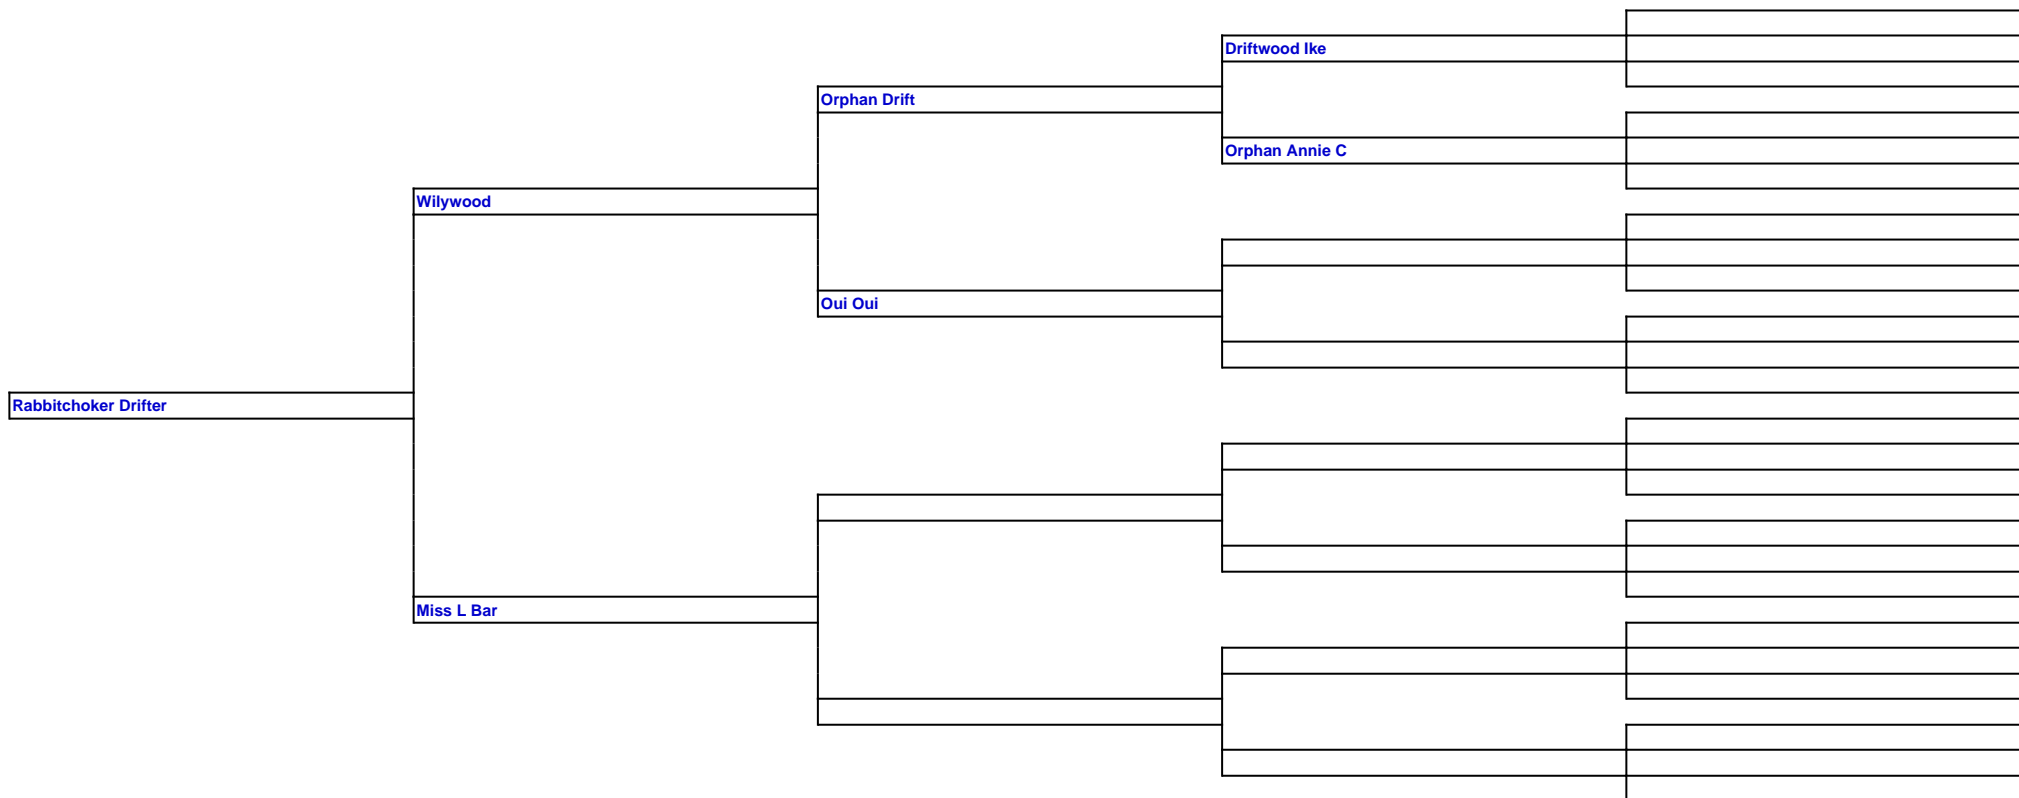 Driftwood Ike
Orphan Drift
Orphan Annie C
Wilywood
Oui Oui
Rabbitchoker Drifter
Miss L Bar